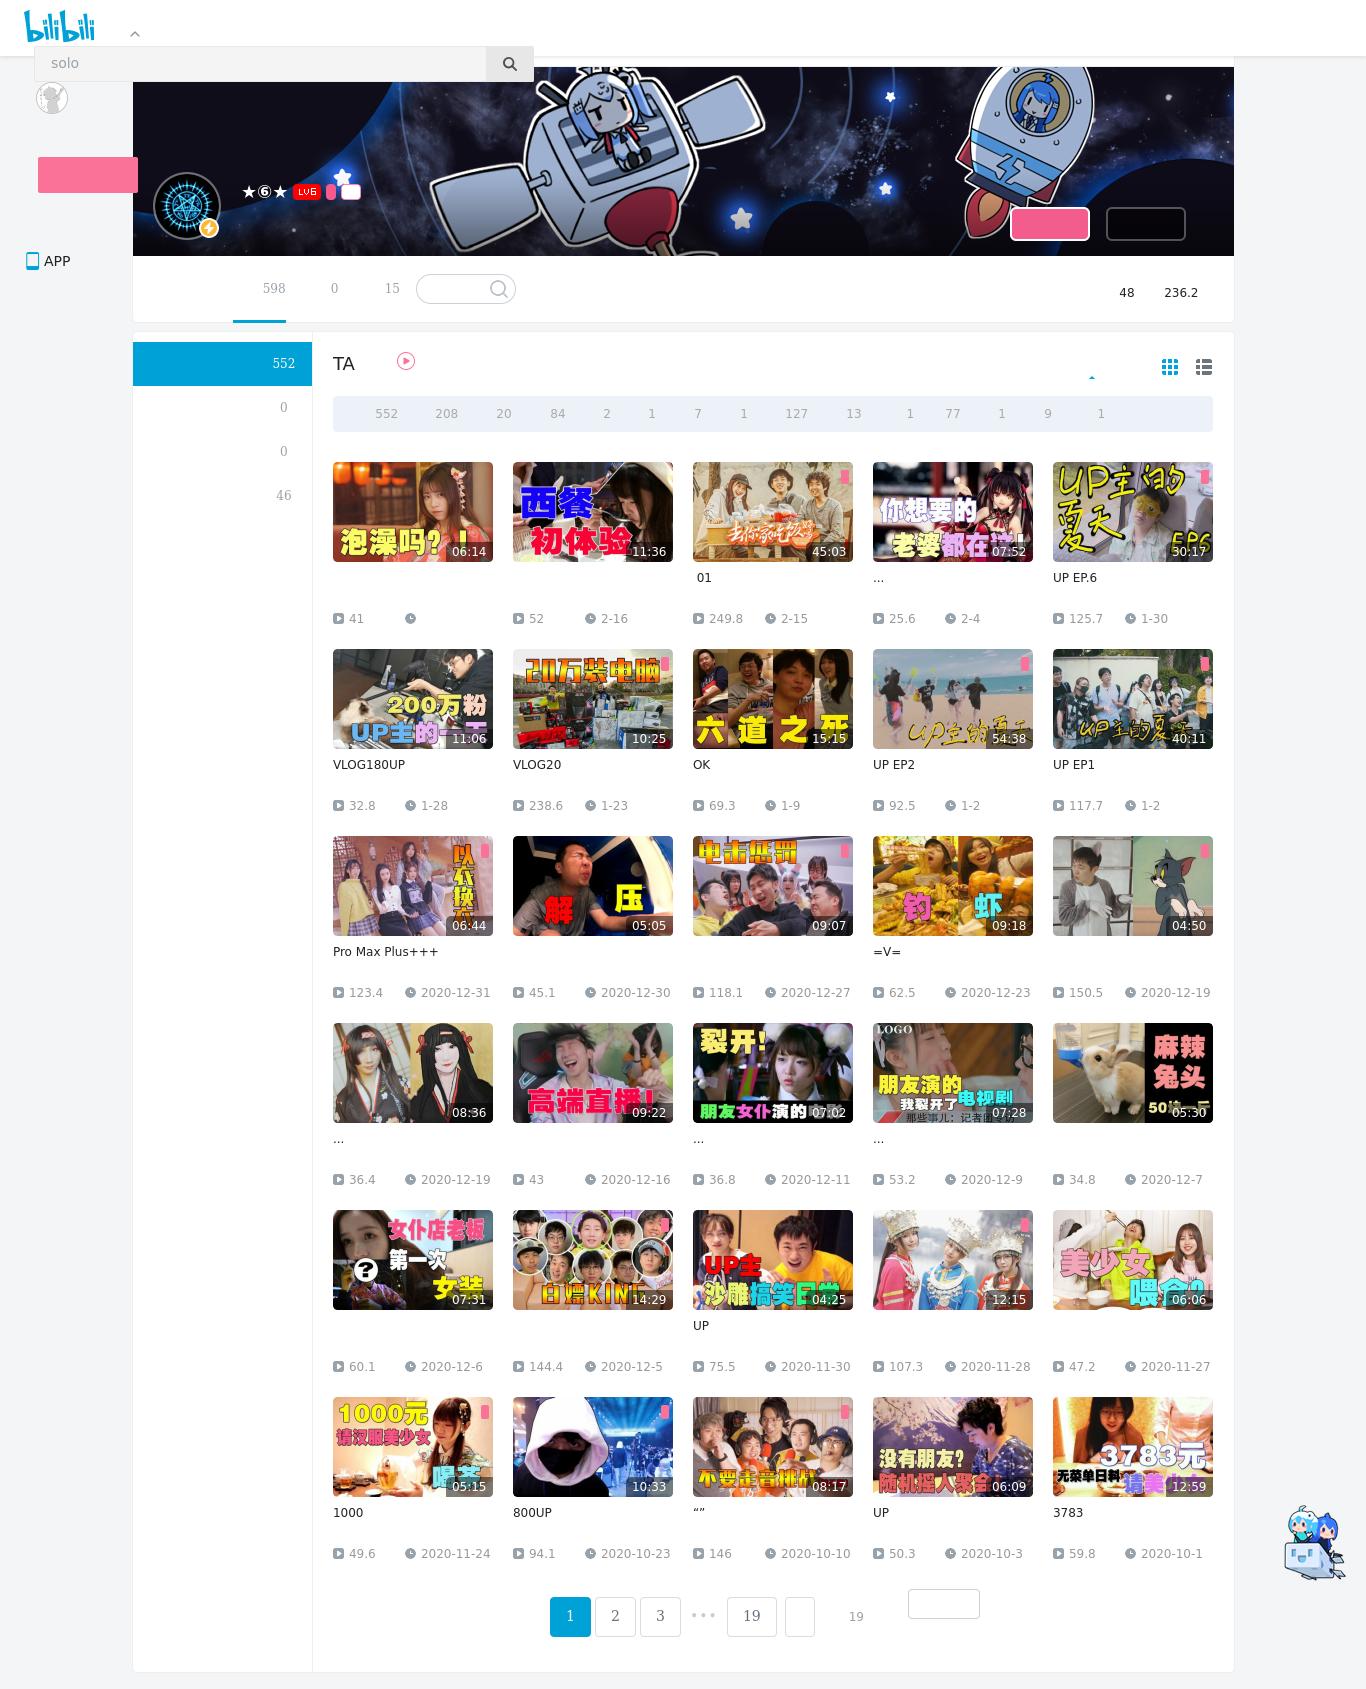 bilibili
solo
★⑥★ LV6
APP
598 0 15
48 236.2
552
0
0
46
TA
552 208 20 84 2 1 7 1 127 13 1 77 1 9 1
泡澡吗？！ 06:14
西餐 初体验 11:36
去你家吃饭 45:03
你想要的 老婆都在这! 07:52
UP主的 夏天 EP6 30:17
01
...
UP EP.6
41
52 2-16
249.8 2-15
25.6 2-4
125.7 1-30
200万粉 UP主的一天 11:06
20万装电脑 10:25
六道之死 15:15
UP主的夏天 54:38
UP主的夏天 40:11
VLOG180UP
VLOG20
OK
UP EP2
UP EP1
32.8 1-28
238.6 1-23
69.3 1-9
92.5 1-2
117.7 1-2
以衣换衣 06:44
解压 05:05
电击惩罚 09:07
钓虾 09:18
04:50
Pro Max Plus+++
=V=
123.4 2020-12-31
45.1 2020-12-30
118.1 2020-12-27
62.5 2020-12-23
150.5 2020-12-19
08:36
高端直播! 09:22
裂开! 朋友女仆演的 07:02
LOGO 朋友演的 电视剧 我裂开了 那些事儿：记者 07:28
麻辣 兔头 05:30
...
...
...
36.4 2020-12-19
43 2020-12-16
36.8 2020-12-11
53.2 2020-12-9
34.8 2020-12-7
女仆店老板 第一次 女装 ? 07:31
白嫖KING 14:29
UP主 沙雕搞笑日常 04:25
12:15
美少女 喂食? 06:06
UP
60.1 2020-12-6
144.4 2020-12-5
75.5 2020-11-30
107.3 2020-11-28
47.2 2020-11-27
1000元 请汉服美少女 喝茶 05:15
10:33
不要走音挑战 08:17
没有朋友? 随机摇人聚会! 06:09
3783元 无菜单日料 请美少女 12:59
1000
800UP
“”
UP
3783
49.6 2020-11-24
94.1 2020-10-23
146 2020-10-10
50.3 2020-10-3
59.8 2020-10-1
1 2 3 ••• 19 19